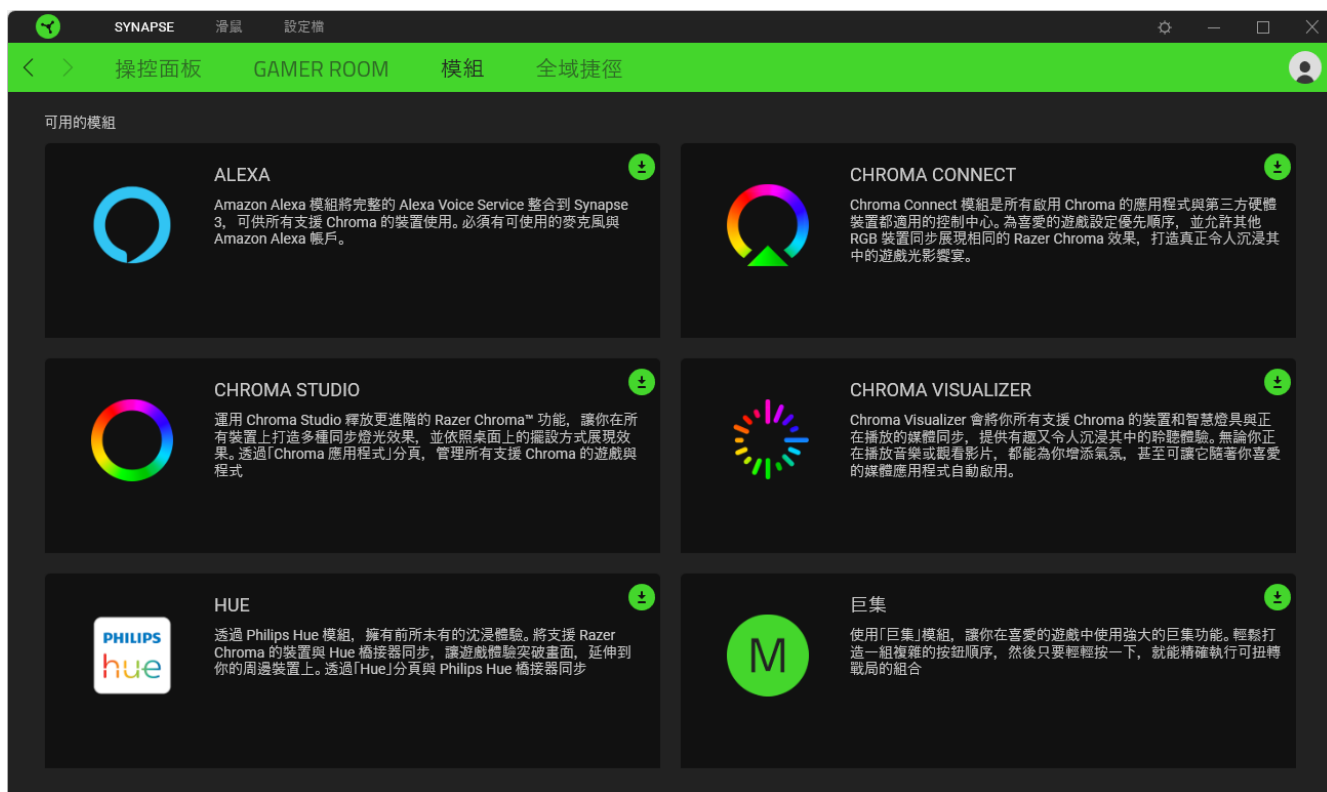 SYNAPSE 滑鼠 設定檔
操控面板 GAMER ROOM 模組 全域捷徑
可用的模組
ALEXA
Amazon Alexa 模組將完整的 Alexa Voice Service 整合到 Synapse
3，可供所有支援 Chroma 的裝置使用。必須有可使用的麥克風與
Amazon Alexa 帳戶。
CHROMA CONNECT
Chroma Connect 模組是所有啟用 Chroma 的應用程式與第三方硬體
裝置都適用的控制中心。為喜愛的遊戲設定優先順序，並允許其他
RGB 裝置同步展現相同的 Razer Chroma 效果，打造真正令人沉浸其
中的遊戲光影饗宴。
CHROMA STUDIO
運用 Chroma Studio 釋放更進階的 Razer Chroma™ 功能，讓你在所
有裝置上打造多種同步燈光效果，並依照桌面上的擺設方式展現效
果。透過「Chroma 應用程式」分頁，管理所有支援 Chroma 的遊戲與
程式
CHROMA VISUALIZER
Chroma Visualizer 會將你所有支援 Chroma 的裝置和智慧燈具與正
在播放的媒體同步，提供有趣又令人沉浸其中的聆聽體驗。無論你正
在播放音樂或觀看影片，都能為你增添氣氛，甚至可讓它隨著你喜愛
的媒體應用程式自動啟用。
PHILIPS
hue
HUE
透過 Philips Hue 模組，擁有前所未有的沈浸體驗。將支援 Razer
Chroma 的裝置與 Hue 橋接器同步，讓遊戲體驗突破畫面，延伸到
你的周邊裝置上。透過「Hue」分頁與 Philips Hue 橋接器同步
M
巨集
使用「巨集」模組，讓你在喜愛的遊戲中使用強大的巨集功能。輕鬆打
造一組複雜的按鈕順序，然後只要輕輕按一下，就能精確執行可扭轉
戰局的組合